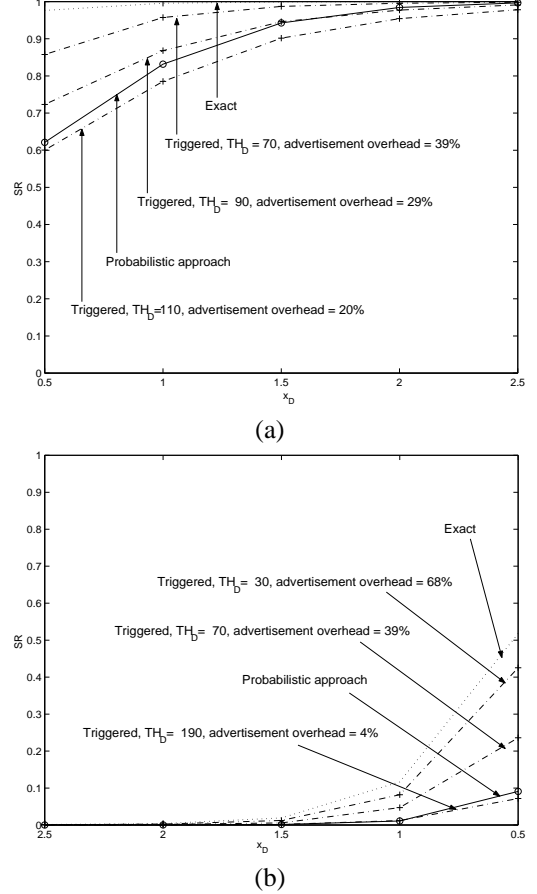 1
0.9
0.8
0.7
0.6
0.5
0.4
0.3
0.2
0.1
0
SR
Exact
Triggered, TH_D = 70, advertisement overhead = 39%
Triggered, TH_D = 90, advertisement overhead = 29%
Probabilistic approach
Triggered, TH_D=110, advertisement overhead = 20%
0.5 1 1.5 2 2.5
x_D
(a)
1
0.9
0.8
0.7
0.6
0.5
0.4
0.3
0.2
0.1
0
SR
Exact
Triggered, TH_D = 30, advertisement overhead = 68%
Triggered, TH_D = 70, advertisement overhead = 39%
Probabilistic approach
Triggered, TH_D = 190, advertisement overhead = 4%
2.5 2 1.5 1 0.5
x_D
(b)